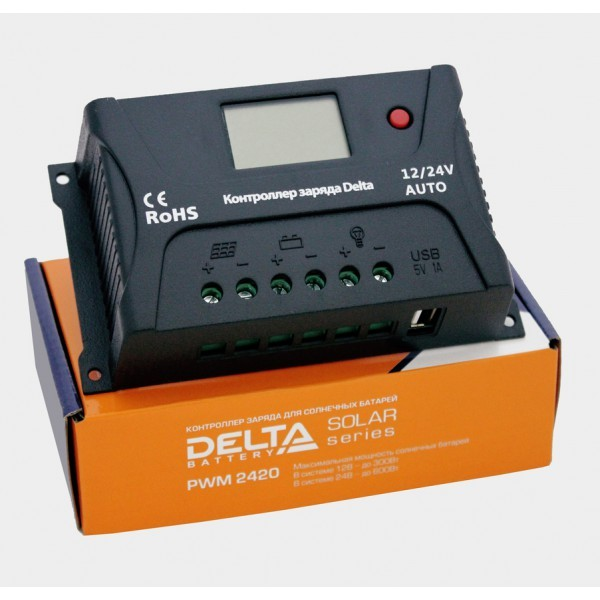 CE
RoHS
Контроллер заряда Delta
12/24V
AUTO
+ − + − + −
USB
5V 1A
КОНТРОЛЛЕР ЗАРЯДА ДЛЯ СОЛНЕЧНЫХ БАТАРЕЙ
DELTA
BATTERY
SOLAR
series
PWM 2420
Максимальная мощность солнечных батарей
В системе 12В - до 300Вт
В системе 24В - до 600Вт